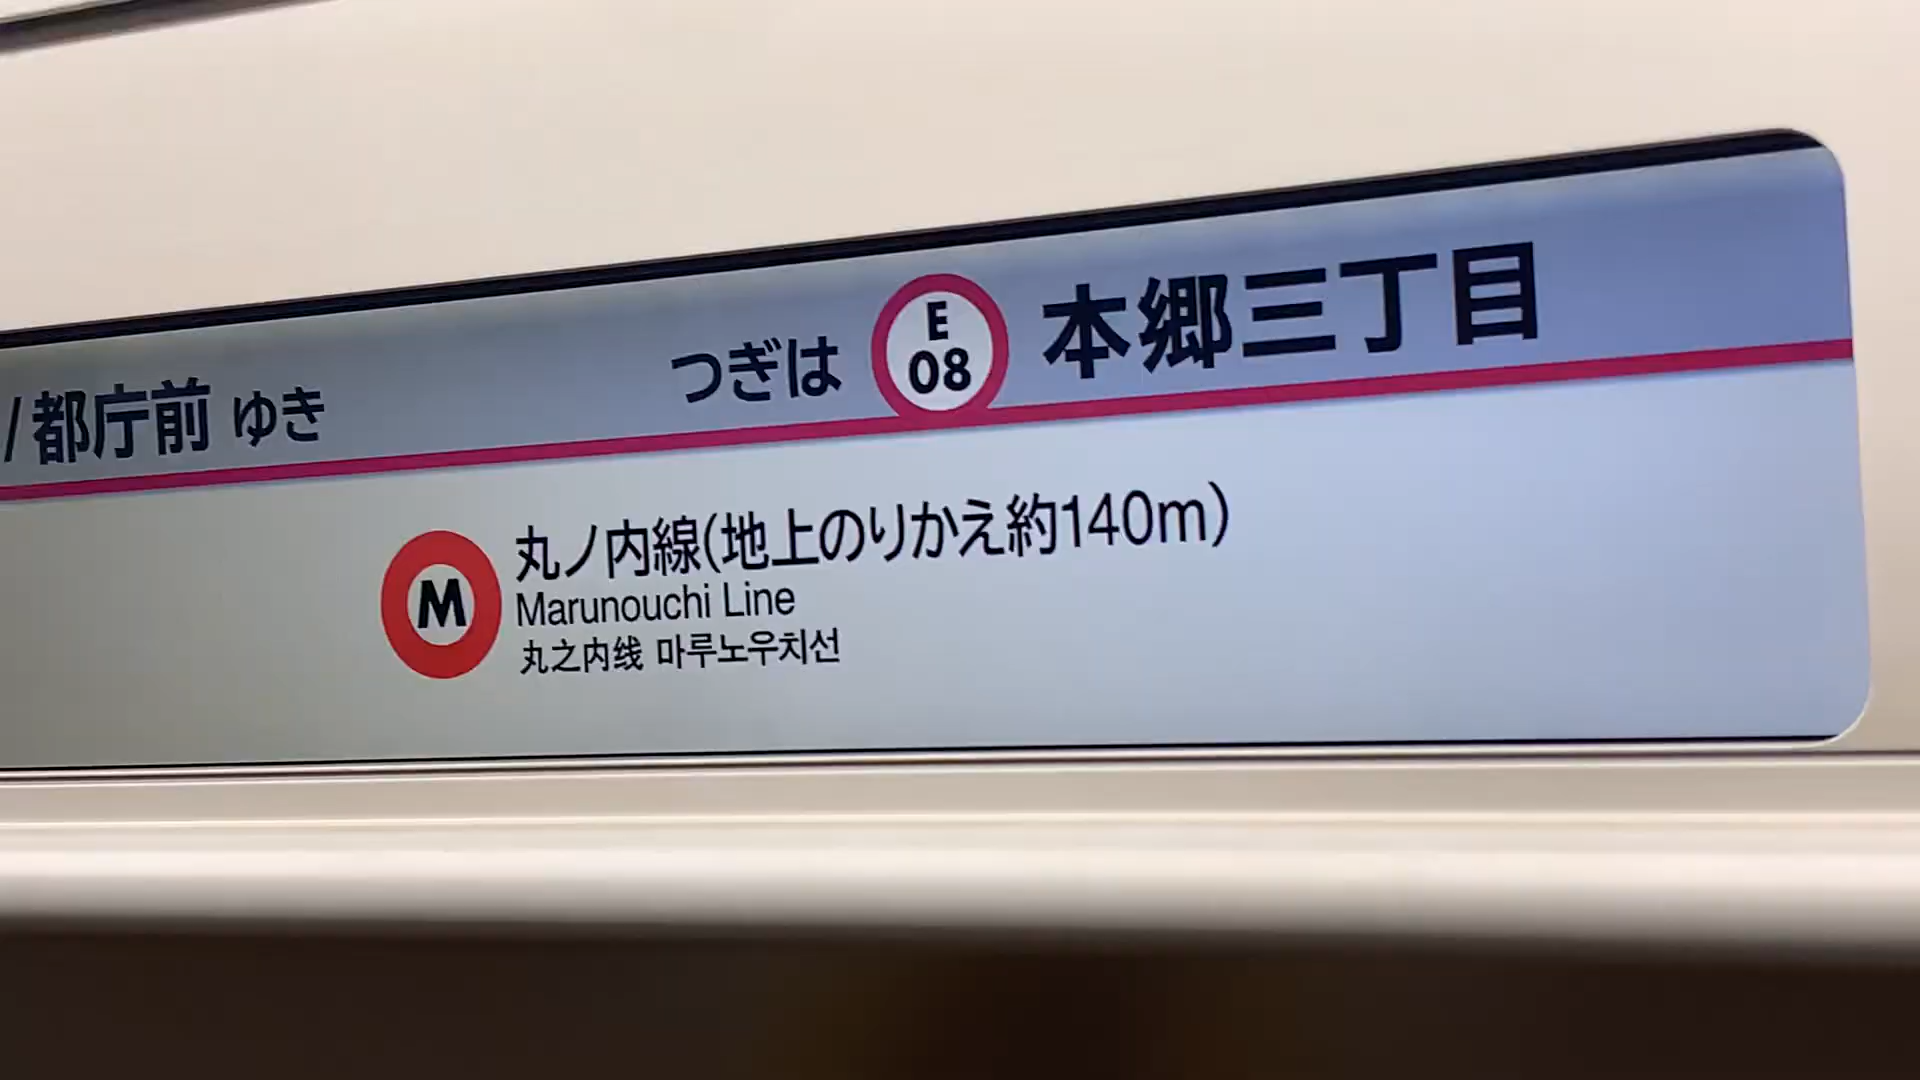 /都庁前 ゆき
つぎは E 08 本郷三丁目
M 丸ノ内線(地上のりかえ約140m)
Marunouchi Line
丸之内线 마루노우치선